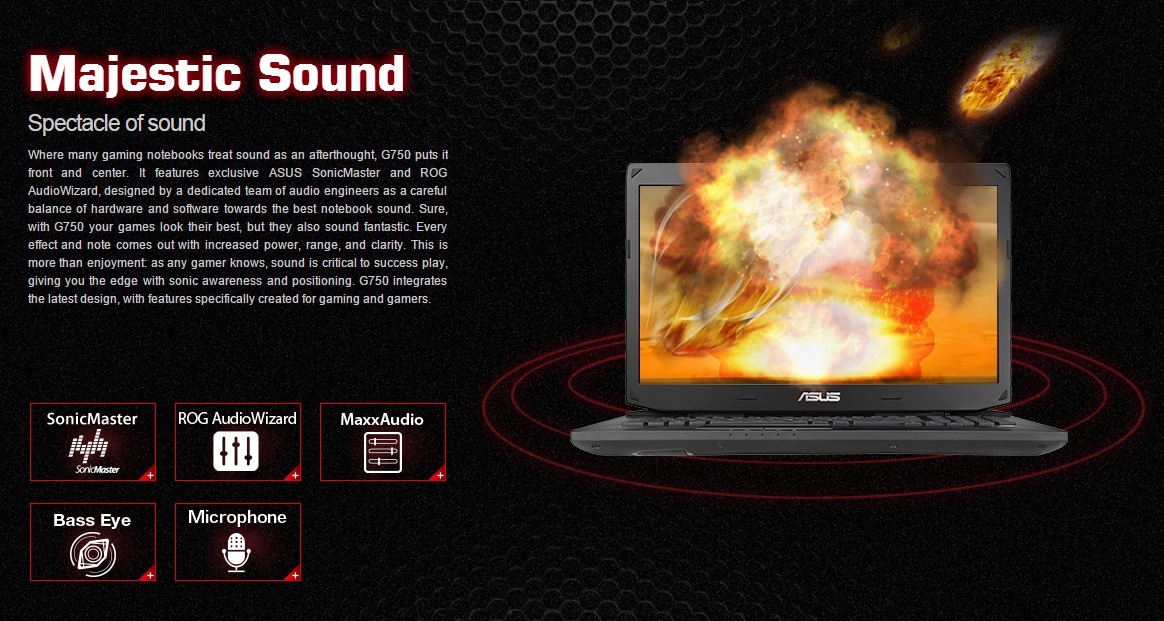 Majestic Sound
Spectacle of sound
Where many gaming notebooks treat sound as an afterthought, G750 puts it
front and center. It features exclusive ASUS SonicMaster and ROG
AudioWizard, designed by a dedicated team of audio engineers as a careful
balance of hardware and software towards the best notebook sound. Sure,
with G750 your games look their best, but they also sound fantastic. Every
effect and note comes out with increased power, range, and clarity. This is
more than enjoyment: as any gamer knows, sound is critical to success play,
giving you the edge with sonic awareness and positioning. G750 integrates
the latest design, with features specifically created for gaming and gamers.
ASUS
SonicMaster
SonicMaster
+
ROG AudioWizard
+
MaxxAudio
+
Bass Eye
+
Microphone
+